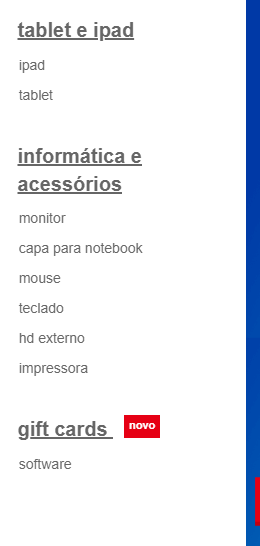 tablet e ipad
ipad
tablet
informática e
acessórios
monitor
capa para notebook
mouse
teclado
hd externo
impressora
gift cards novo
software